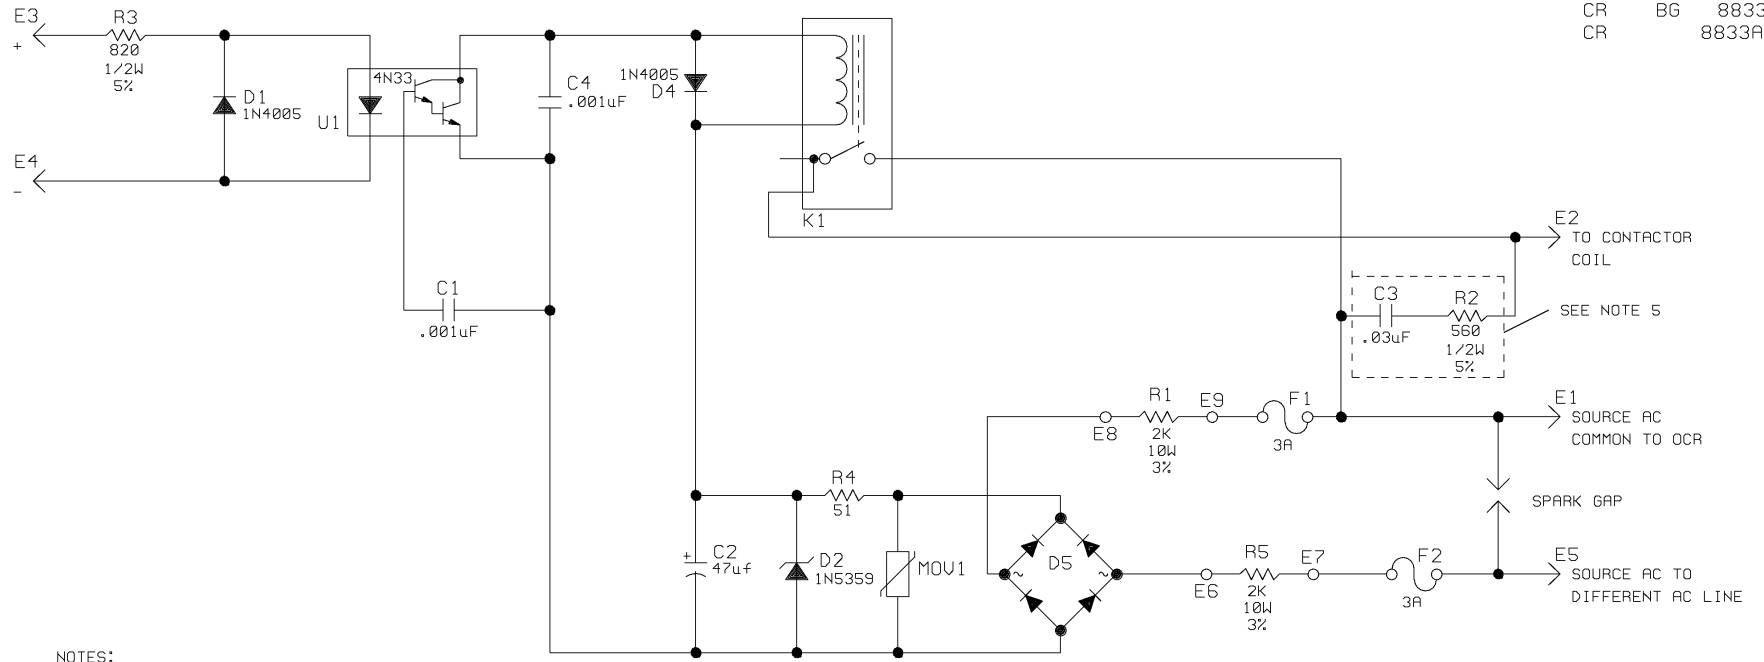 CR BG 8833
CR 8833A
E3
+
R3
820
1/2W
5%
D1
1N4005
E4
-
U1
4N33
C4
.001uF
1N4005
D4
K1
C1
.001uF
E2
TO CONTACTOR
COIL
C3
.03uF
R2
560
1/2W
5%
SEE NOTE 5
E8
R1
2K
10W
3%
E9
F1
3A
E1
SOURCE AC
COMMON TO OCR
SPARK GAP
R4
51
+
C2
47uf
D2
1N5359
MOV1
~
D5
~
E6
R5
2K
10W
3%
E7
F2
3A
E5
SOURCE AC TO
DIFFERENT AC LINE
NOTES: